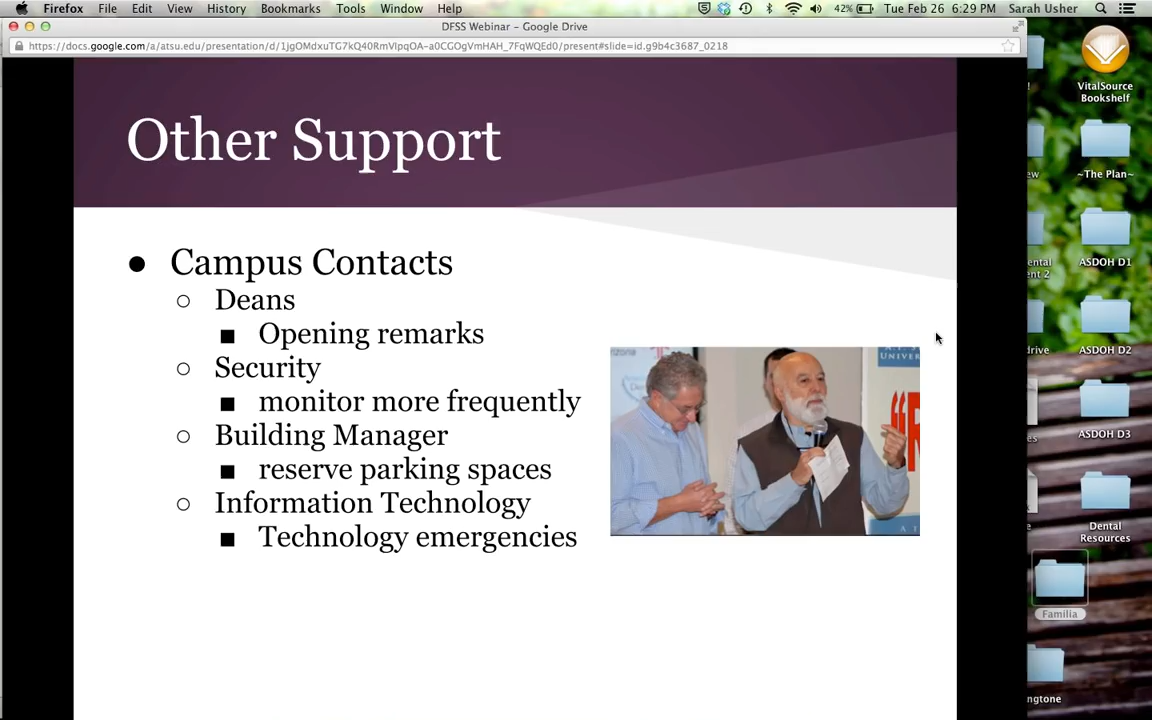 Firefox File Edit View History Bookmarks Tools Window Help 42% Tue Feb 26 6:29 PM Sarah Usher
DFSS Webinar – Google Drive
https://docs.google.com/a/atsu.edu/presentation/d/1jgOMdxuTG7kQ40RmVIpqOA-a0CGOgVmHAH_7FqWQEd0/present#slide=id.g9b4c3687_0218
Other Support
● Campus Contacts
○ Deans
■ Opening remarks
○ Security
■ monitor more frequently
○ Building Manager
■ reserve parking spaces
○ Information Technology
■ Technology emergencies
VitalSource
Bookshelf
~The Plan~
ASDOH D1
ASDOH D2
ASDOH D3
Dental
Resources
Familia